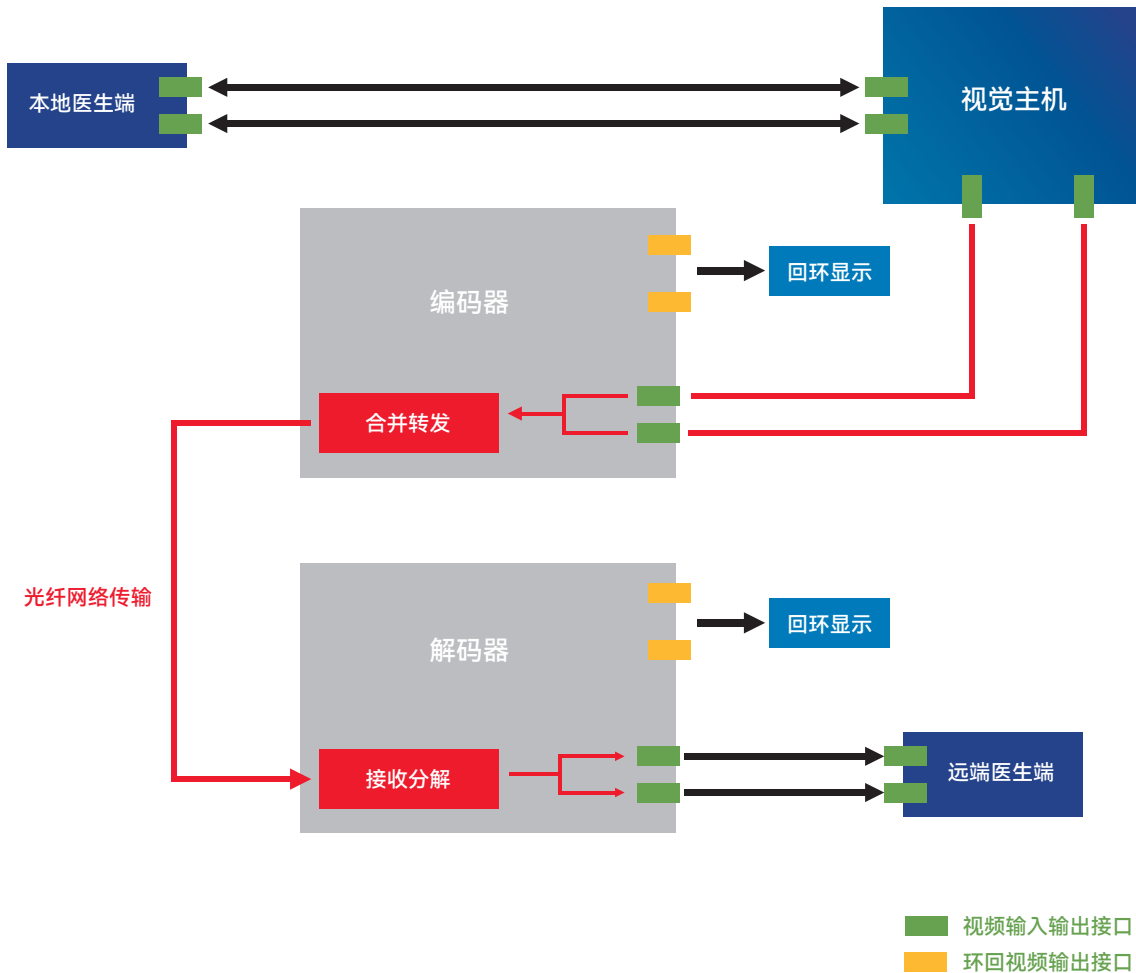 本地医生端
视觉主机
编码器
回环显示
合并转发
光纤网络传输
解码器
回环显示
接收分解
远端医生端
视频输入输出接口
环回视频输出接口